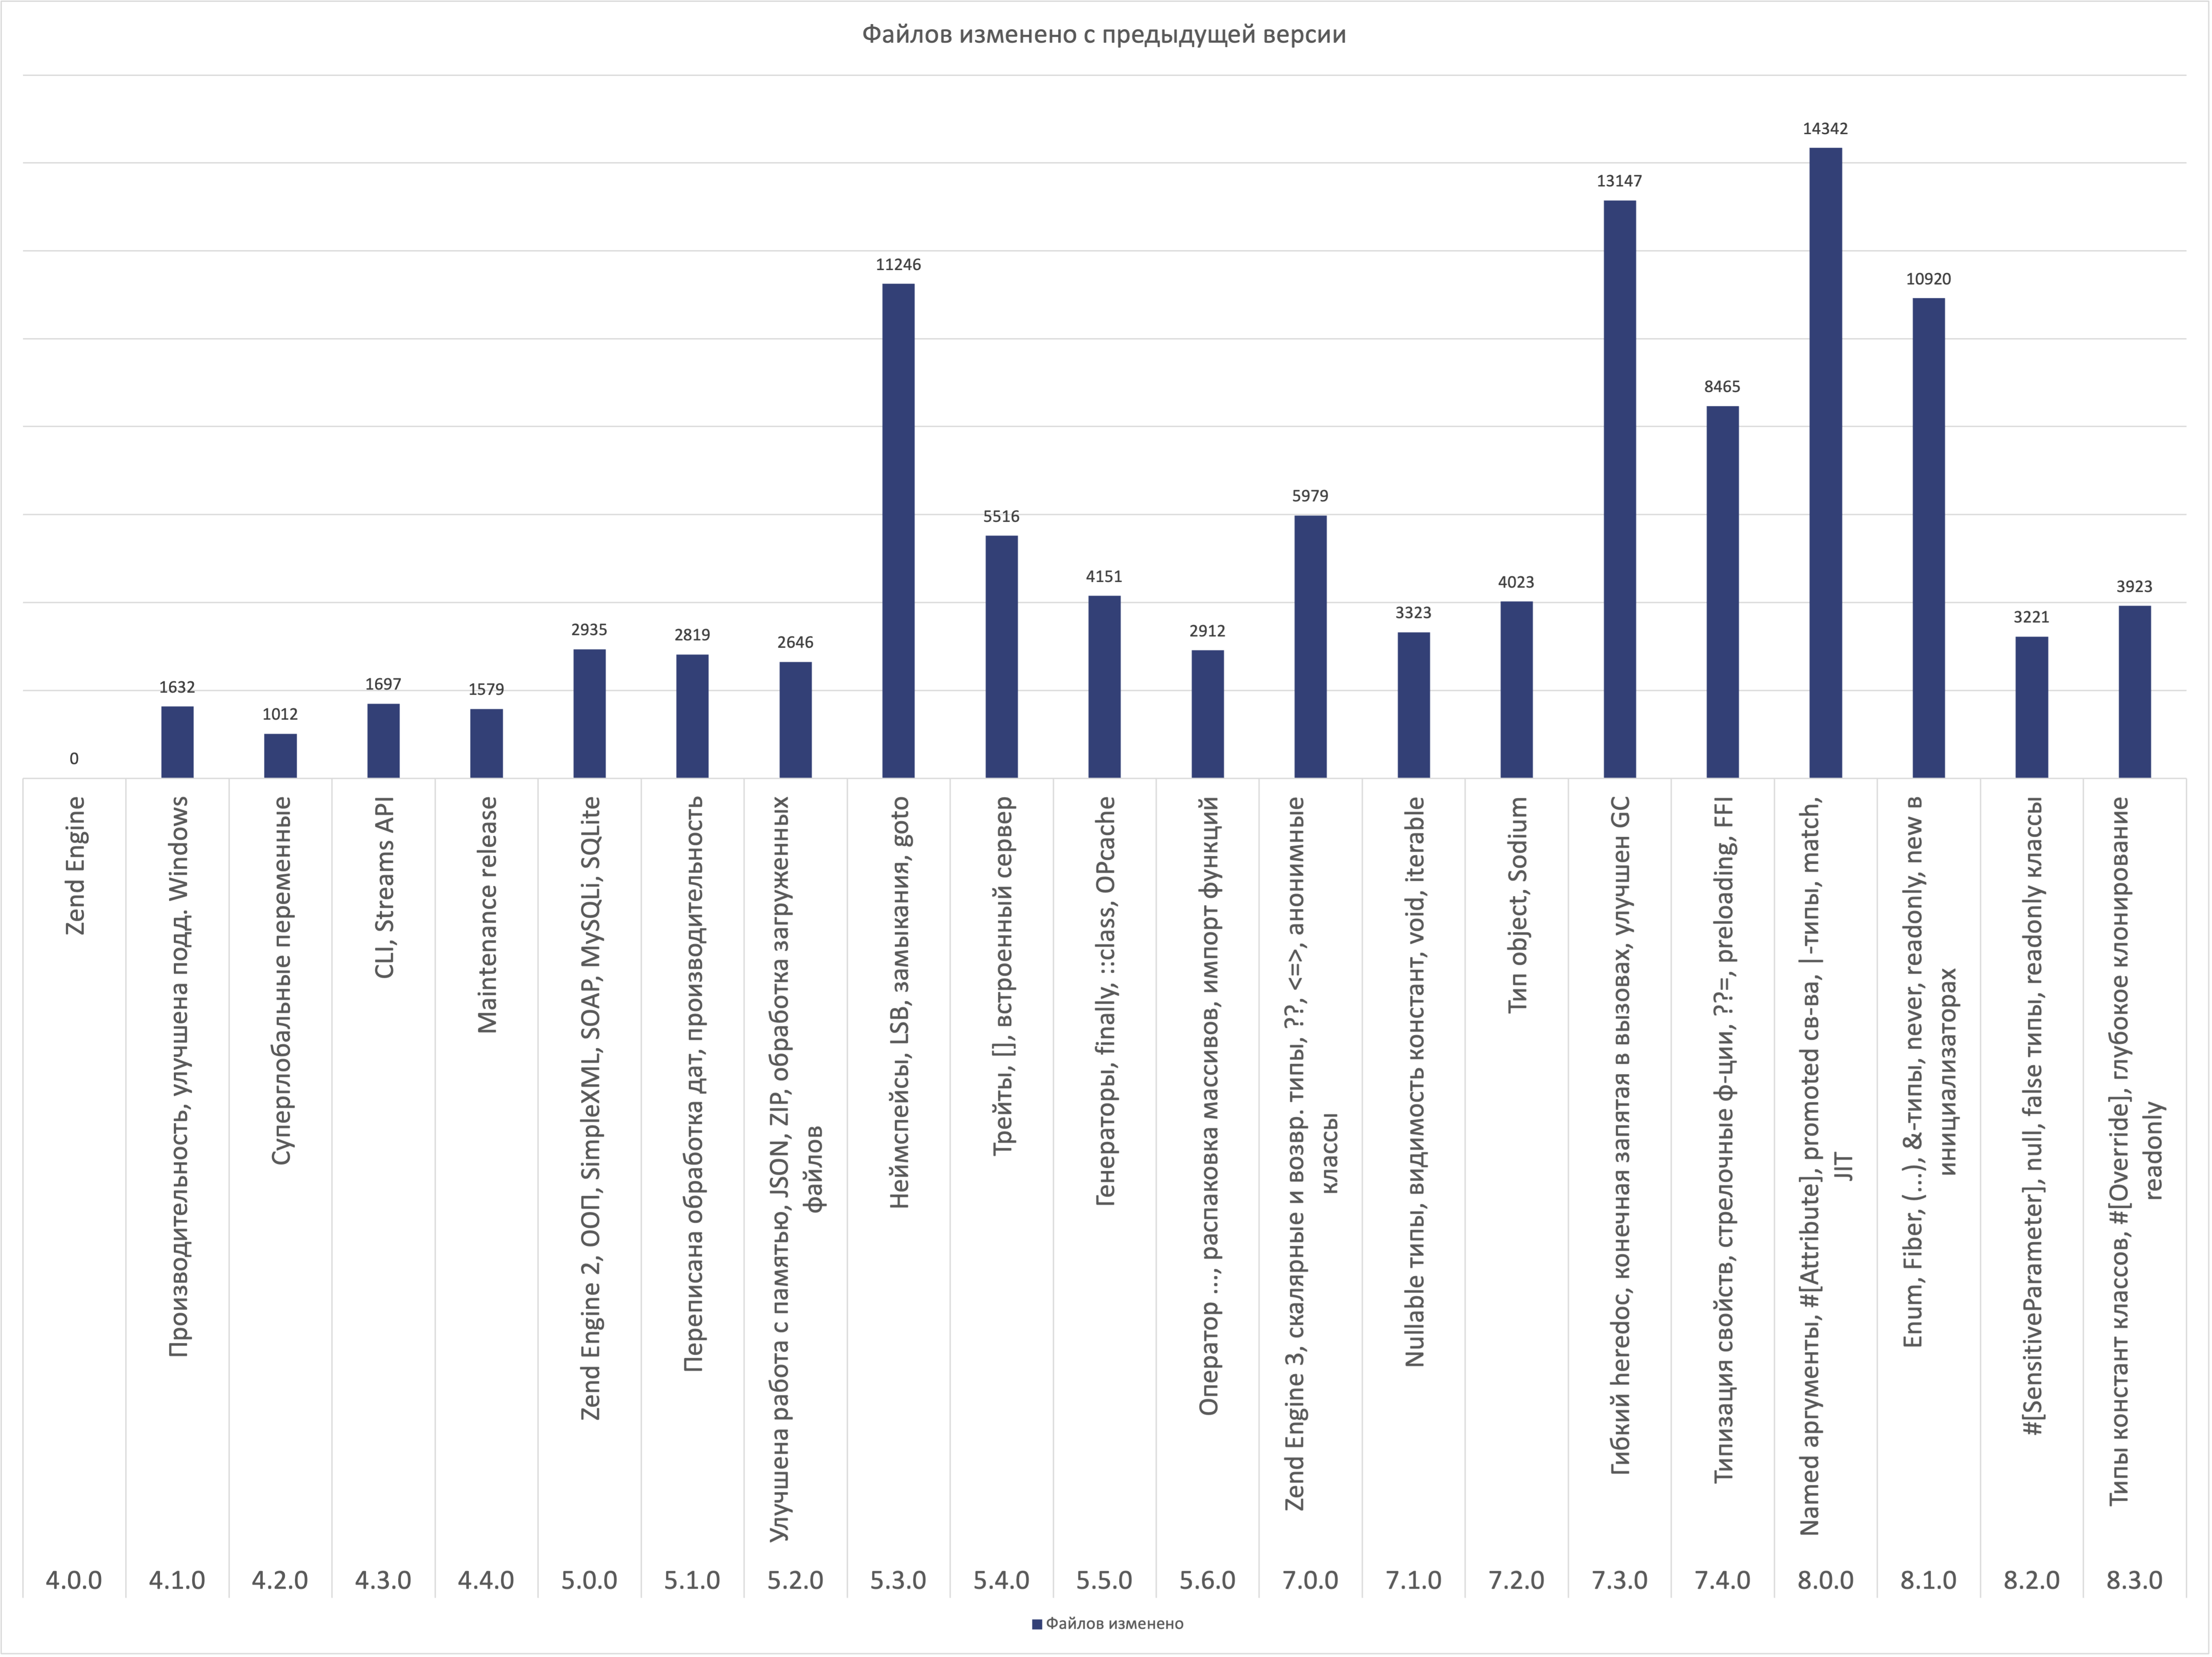 Файлов изменено с предыдущей версии
0
1632
1012
1697
1579
2935
2819
2646
11246
5516
4151
2912
5979
3323
4023
13147
8465
14342
10920
3221
3923
Zend Engine
Производительность, улучшена подд. Windows
Суперглобальные переменные
CLI, Streams API
Maintenance release
Zend Engine 2, ООП, SimpleXML, SOAP, MySQLi, SQLite
Переписана обработка дат, производительность
Улучшена работа с памятью, JSON, ZIP, обработка загруженных
файлов
Неймспейсы, LSB, замыкания, goto
Трейты, [], встроенный сервер
Генераторы, finally, ::class, OPcache
Оператор ..., распаковка массивов, импорт функций
Zend Engine 3, скалярные и возвр. типы, ??, <=>, анонимные
классы
Nullable типы, видимость констант, void, iterable
Тип object, Sodium
Гибкий heredoc, конечная запятая в вызовах, улучшен GC
Типизация свойств, стрелочные ф-ции, ??=, preloading, FFI
Named аргументы, #[Attribute], promoted св-ва, |-типы, match,
JIT
Enum, Fiber, (...), &-типы, never, readonly, new в
инициализаторах
#[SensitiveParameter], null, false типы, readonly классы
Типы констант классов, #[Override], глубокое клонирование
readonly
4.0.0
4.1.0
4.2.0
4.3.0
4.4.0
5.0.0
5.1.0
5.2.0
5.3.0
5.4.0
5.5.0
5.6.0
7.0.0
7.1.0
7.2.0
7.3.0
7.4.0
8.0.0
8.1.0
8.2.0
8.3.0
Файлов изменено